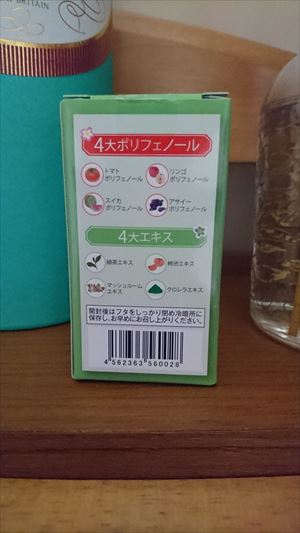 BRITAIN
4大ポリフェノール
トマト
ポリフェノール
リンゴ
ポリフェノール
スイカ
ポリフェノール
アサイー
ポリフェノール
4大エキス
緑茶エキス
柿渋エキス
マッシュルーム
エキス
クロレラエキス
開封後はフタをしっかり閉め冷暗所に
保存し、お早めにお召し上がりください。
4 562363 560028